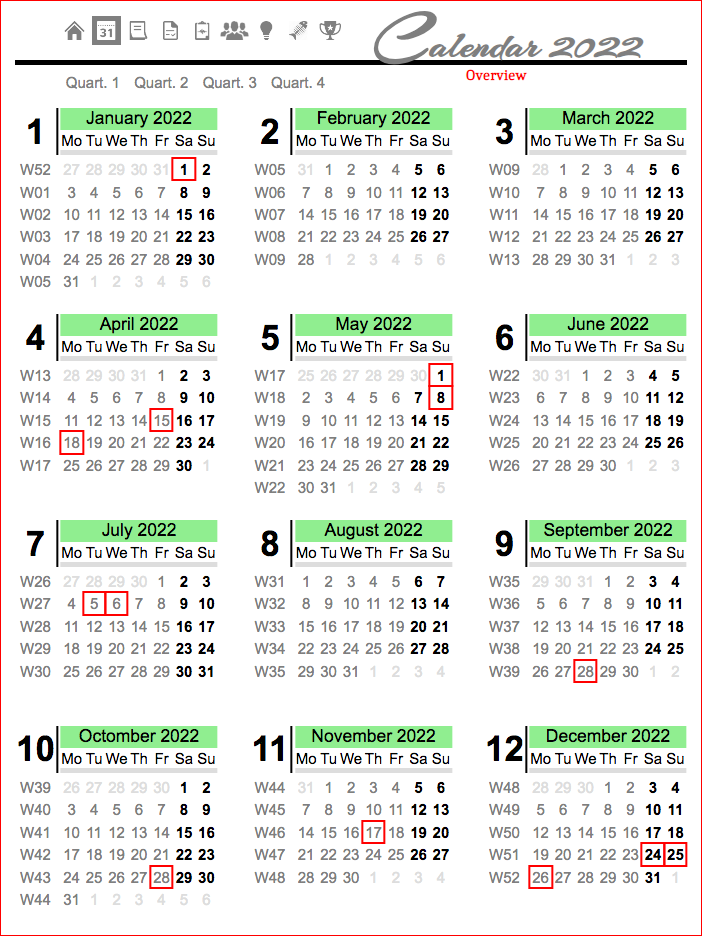 31
Calendar 2022
Overview
Quart. 1 Quart. 2 Quart. 3 Quart. 4
1 January 2022
Mo Tu We Th Fr Sa Su
W52 27 28 29 30 31 1 2
W01 3 4 5 6 7 8 9
W02 10 11 12 13 14 15 16
W03 17 18 19 20 21 22 23
W04 24 25 26 27 28 29 30
W05 31 1 2 3 4 5 6
2 February 2022
Mo Tu We Th Fr Sa Su
W05 31 1 2 3 4 5 6
W06 7 8 9 10 11 12 13
W07 14 15 16 17 18 19 20
W08 21 22 23 24 25 26 27
W09 28 1 2 3 4 5 6
3 March 2022
Mo Tu We Th Fr Sa Su
W09 28 1 2 3 4 5 6
W10 7 8 9 10 11 12 13
W11 14 15 16 17 18 19 20
W12 21 22 23 24 25 26 27
W13 28 29 30 31 1 2 3
4 April 2022
Mo Tu We Th Fr Sa Su
W13 28 29 30 31 1 2 3
W14 4 5 6 7 8 9 10
W15 11 12 13 14 15 16 17
W16 18 19 20 21 22 23 24
W17 25 26 27 28 29 30 1
5 May 2022
Mo Tu We Th Fr Sa Su
W17 25 26 27 28 29 30 1
W18 2 3 4 5 6 7 8
W19 9 10 11 12 13 14 15
W20 16 17 18 19 20 21 22
W21 23 24 25 26 27 28 29
W22 30 31 1 2 3 4 5
6 June 2022
Mo Tu We Th Fr Sa Su
W22 30 31 1 2 3 4 5
W23 6 7 8 9 10 11 12
W24 13 14 15 16 17 18 19
W25 20 21 22 23 24 25 26
W26 27 28 29 30 1 2 3
7 July 2022
Mo Tu We Th Fr Sa Su
W26 27 28 29 30 1 2 3
W27 4 5 6 7 8 9 10
W28 11 12 13 14 15 16 17
W29 18 19 20 21 22 23 24
W30 25 26 27 28 29 30 31
8 August 2022
Mo Tu We Th Fr Sa Su
W31 1 2 3 4 5 6 7
W32 8 9 10 11 12 13 14
W33 15 16 17 18 19 20 21
W34 22 23 24 25 26 27 28
W35 29 30 31 1 2 3 4
9 September 2022
Mo Tu We Th Fr Sa Su
W35 29 30 31 1 2 3 4
W36 5 6 7 8 9 10 11
W37 12 13 14 15 16 17 18
W38 19 20 21 22 23 24 25
W39 26 27 28 29 30 1 2
10 Octomber 2022
Mo Tu We Th Fr Sa Su
W39 26 27 28 29 30 1 2
W40 3 4 5 6 7 8 9
W41 10 11 12 13 14 15 16
W42 17 18 19 20 21 22 23
W43 24 25 26 27 28 29 30
W44 31 1 2 3 4 5 6
11 November 2022
Mo Tu We Th Fr Sa Su
W44 31 1 2 3 4 5 6
W45 7 8 9 10 11 12 13
W46 14 15 16 17 18 19 20
W47 21 22 23 24 25 26 27
W48 28 29 30 1 2 3 4
12 December 2022
Mo Tu We Th Fr Sa Su
W48 28 29 30 1 2 3 4
W49 5 6 7 8 9 10 11
W50 12 13 14 15 16 17 18
W51 19 20 21 22 23 24 25
W52 26 27 28 29 30 31 1